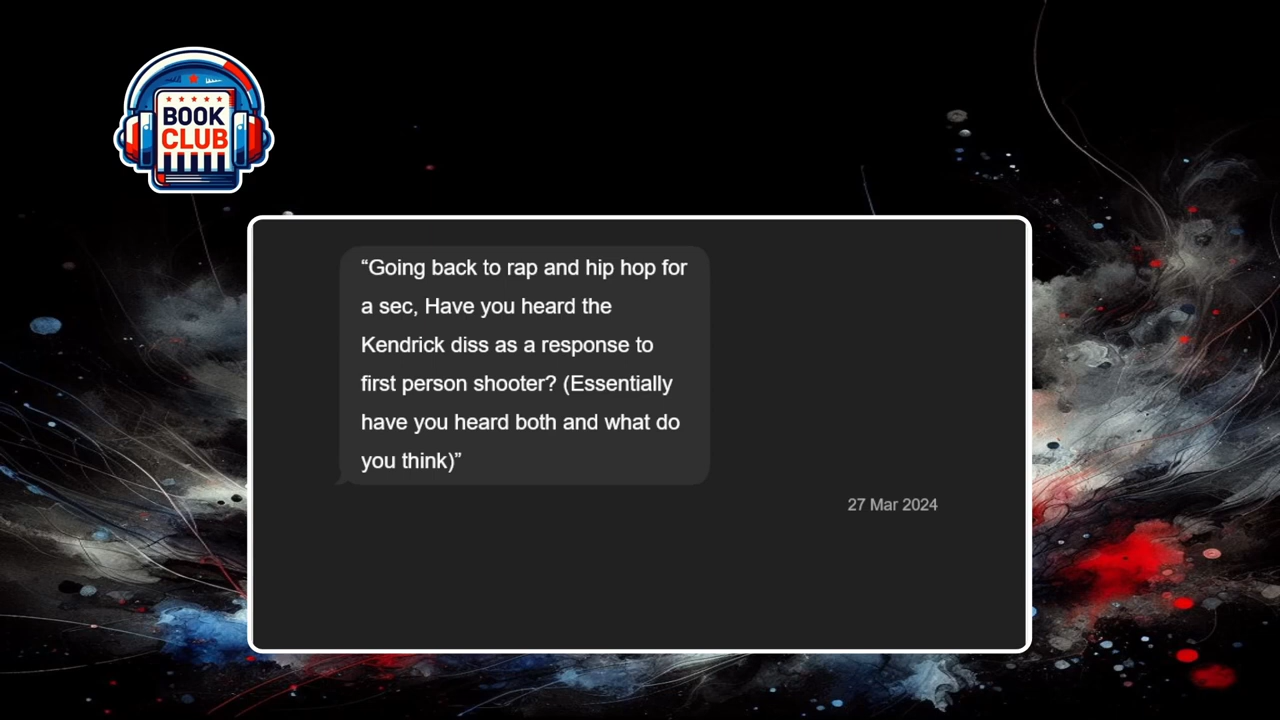 BOOK
CLUB
“Going back to rap and hip hop for
a sec, Have you heard the
Kendrick diss as a response to
first person shooter? (Essentially
have you heard both and what do
you think)”
27 Mar 2024